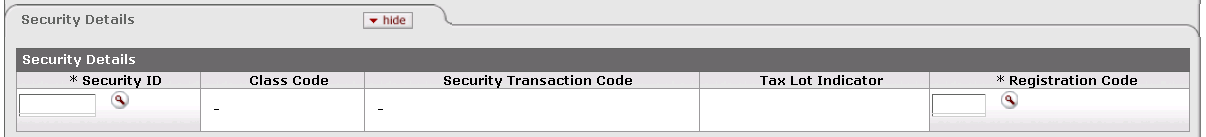 Security Details hide
Security Details
* Security ID Class Code Security Transaction Code Tax Lot Indicator * Registration Code
- -